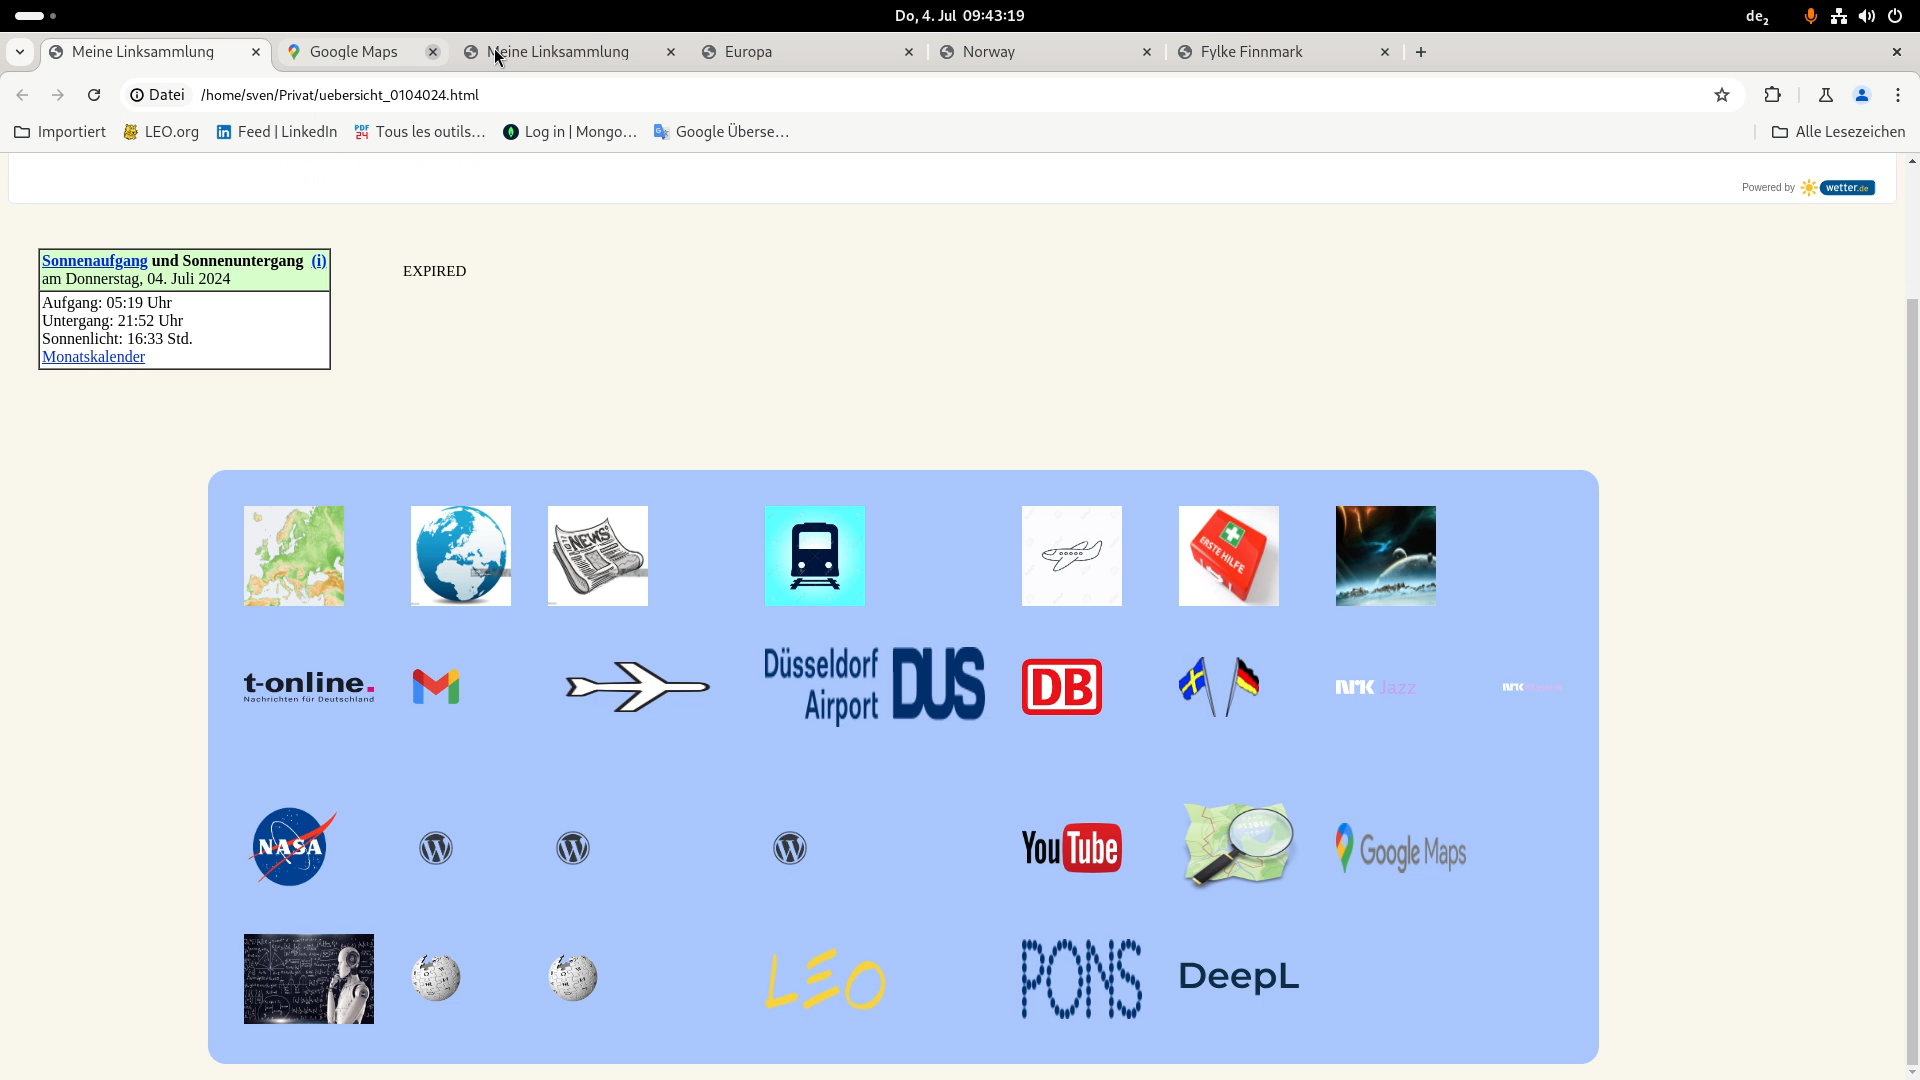 Do, 4. Jul 09:43:19
de₂
Meine Linksammlung
Google Maps
Meine Linksammlung
Europa
Norway
Fylke Finnmark
Datei
/home/sven/Privat/uebersicht_0104024.html
Importiert
LEO.org
Feed | LinkedIn
PDF
24
Tous les outils...
Log in | Mongo...
Google Überse...
Alle Lesezeichen
Powered by wetter.de
Sonnenaufgang und Sonnenuntergang (i)
am Donnerstag, 04. Juli 2024
EXPIRED
Aufgang: 05:19 Uhr
Untergang: 21:52 Uhr
Sonnenlicht: 16:33 Std.
Monatskalender
NEWS
ERSTE HILFE
t-online.
Nachrichten für Deutschland
Düsseldorf
Airport
DUS
DB
NRK Jazz
NRK
NASA
YouTube
Google Maps
LEO
PONS
DeepL